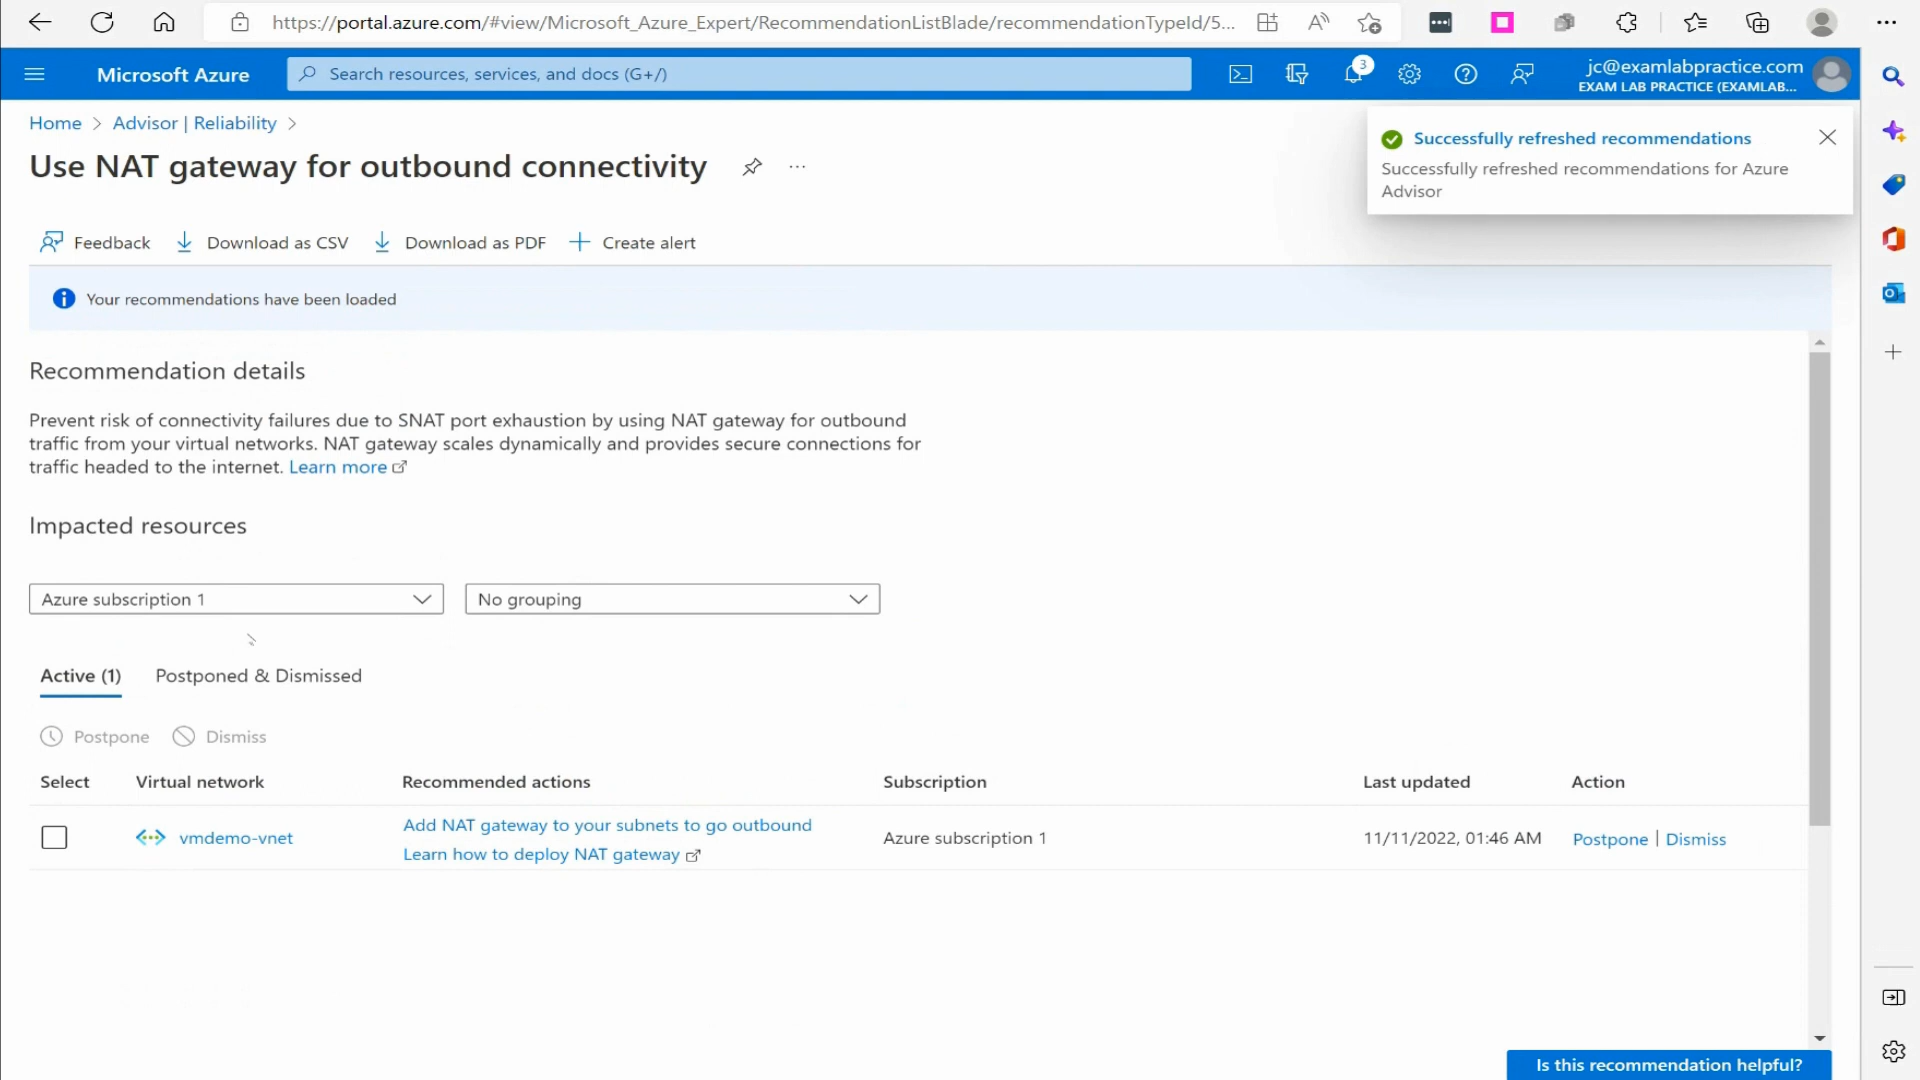 https://portal.azure.com/#view/Microsoft_Azure_Expert/RecommendationListBlade/recommendationTypeId/5...
Microsoft Azure
Search resources, services, and docs (G+/)
3
jc@examlabpractice.com
EXAM LAB PRACTICE (EXAMLAB...
Home > Advisor | Reliability >
Successfully refreshed recommendations
Successfully refreshed recommendations for Azure
Advisor
Use NAT gateway for outbound connectivity
Feedback
Download as CSV
Download as PDF
Create alert
Your recommendations have been loaded
Recommendation details
Prevent risk of connectivity failures due to SNAT port exhaustion by using NAT gateway for outbound
traffic from your virtual networks. NAT gateway scales dynamically and provides secure connections for
traffic headed to the internet. Learn more
Impacted resources
Azure subscription 1
No grouping
Active (1)
Postponed & Dismissed
Postpone
Dismiss
Select
Virtual network
Recommended actions
Subscription
Last updated
Action
vmdemo-vnet
Add NAT gateway to your subnets to go outbound
Learn how to deploy NAT gateway
Azure subscription 1
11/11/2022, 01:46 AM
Postpone | Dismiss
Is this recommendation helpful?